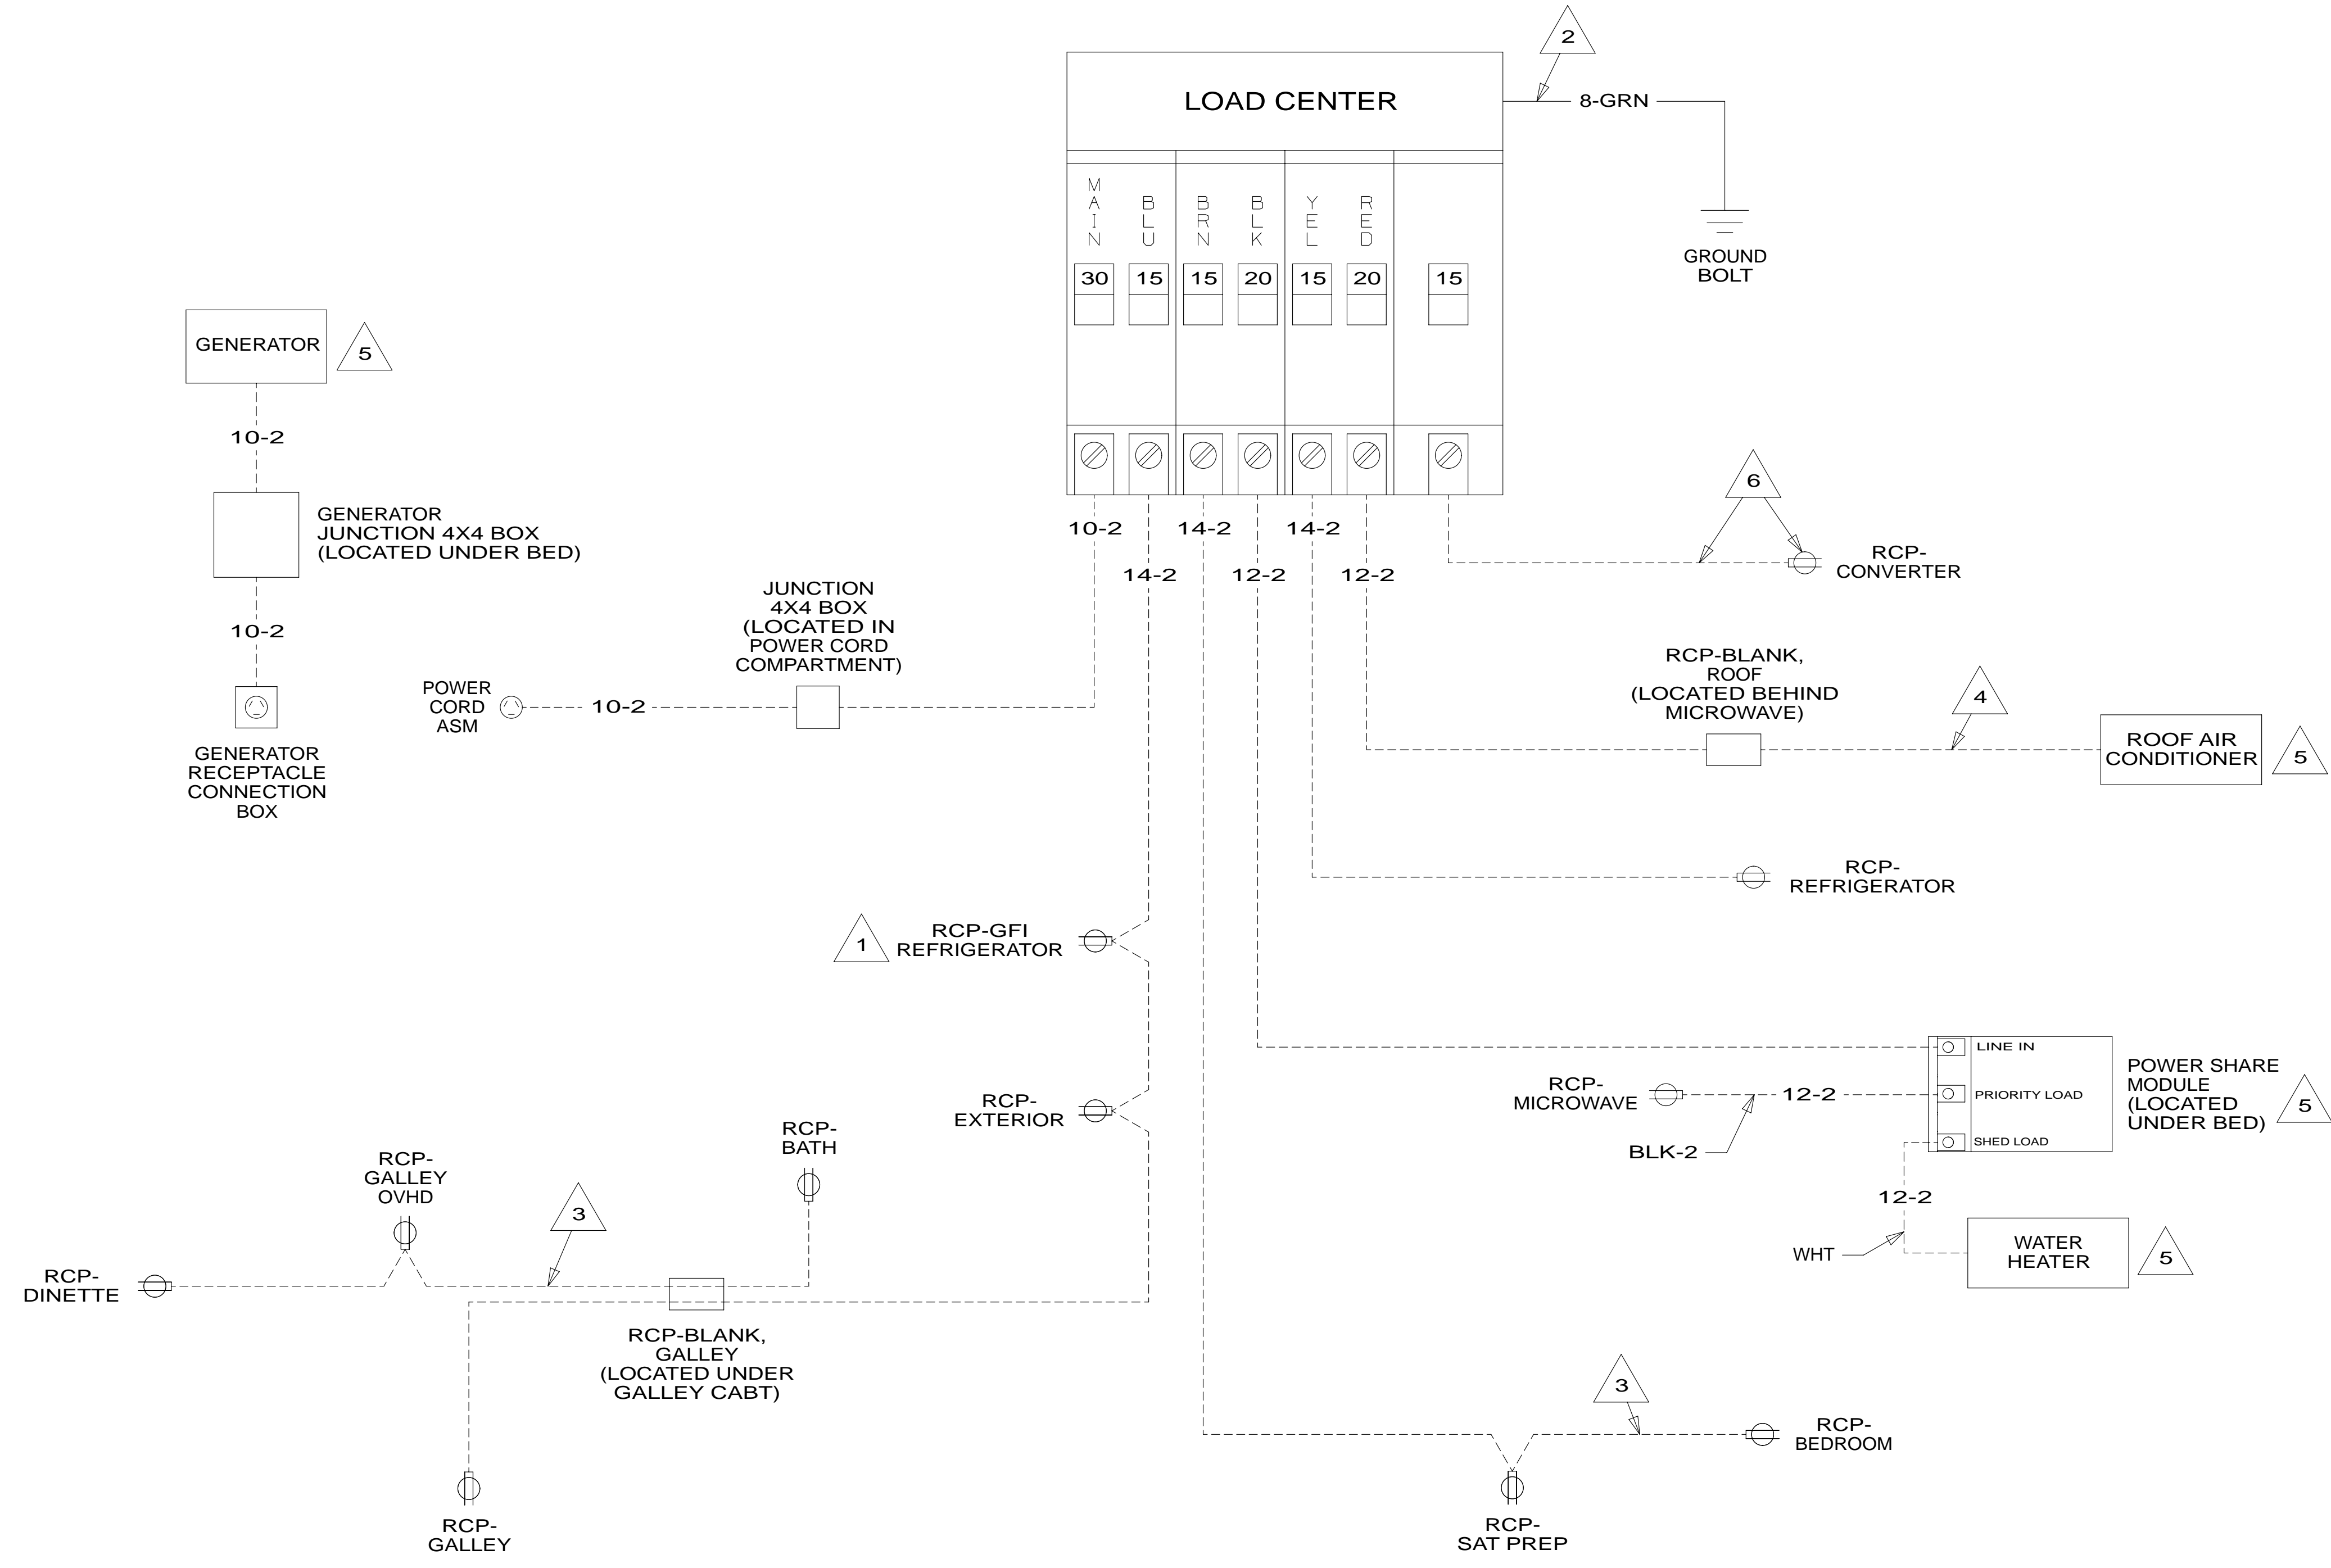 2
LOAD CENTER
8-GRN
MAIN
BLU
BRN
BLK
YEL
RED
30
15
15
20
15
20
15
GROUND
BOLT
GENERATOR
5
10-2
GENERATOR
JUNCTION 4X4 BOX
(LOCATED UNDER BED)
10-2
GENERATOR
RECEPTACLE
CONNECTION
BOX
10-2
14-2
14-2
12-2
14-2
12-2
6
RCP-
CONVERTER
JUNCTION
4X4 BOX
(LOCATED IN
POWER CORD
COMPARTMENT)
POWER
CORD
ASM
10-2
RCP-BLANK,
ROOF
(LOCATED BEHIND
MICROWAVE)
4
ROOF AIR
CONDITIONER
5
RCP-
REFRIGERATOR
1
RCP-GFI
REFRIGERATOR
LINE IN
PRIORITY LOAD
SHED LOAD
POWER SHARE
MODULE
(LOCATED
UNDER BED)
5
RCP-
MICROWAVE
12-2
BLK-2
12-2
WHT
WATER
HEATER
5
RCP-
EXTERIOR
RCP-
BATH
RCP-
GALLEY
OVHD
3
RCP-
DINETTE
RCP-BLANK,
GALLEY
(LOCATED UNDER
GALLEY CABT)
3
RCP-
BEDROOM
RCP-
GALLEY
RCP-
SAT PREP